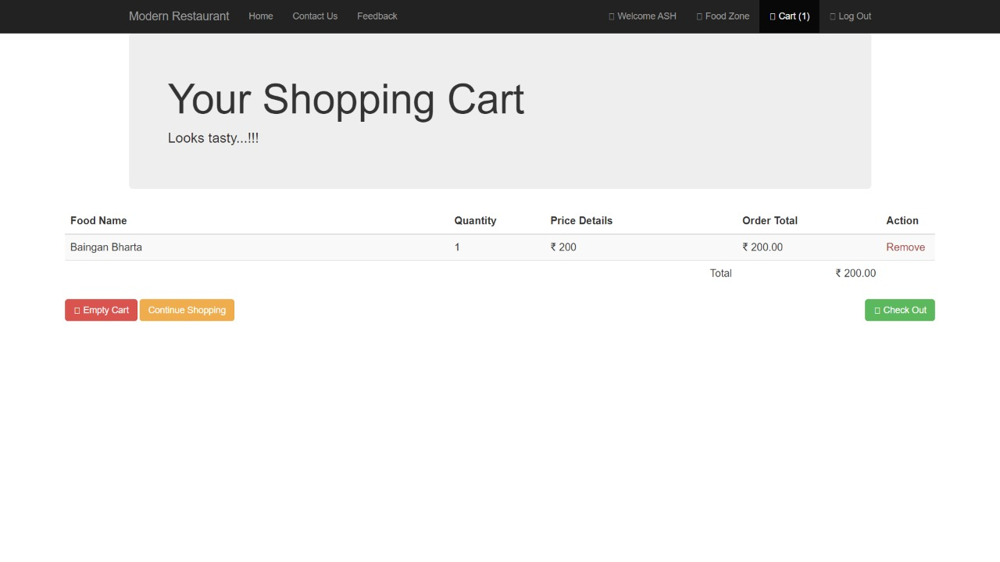 Modern Restaurant Home Contact Us Feedback Welcome ASH Food Zone Cart (1) Log Out
Your Shopping Cart
Looks tasty...!!!
Food Name Quantity Price Details Order Total Action
Baingan Bharta 1 ₹ 200 ₹ 200.00 Remove
Total ₹ 200.00
Empty Cart Continue Shopping Check Out